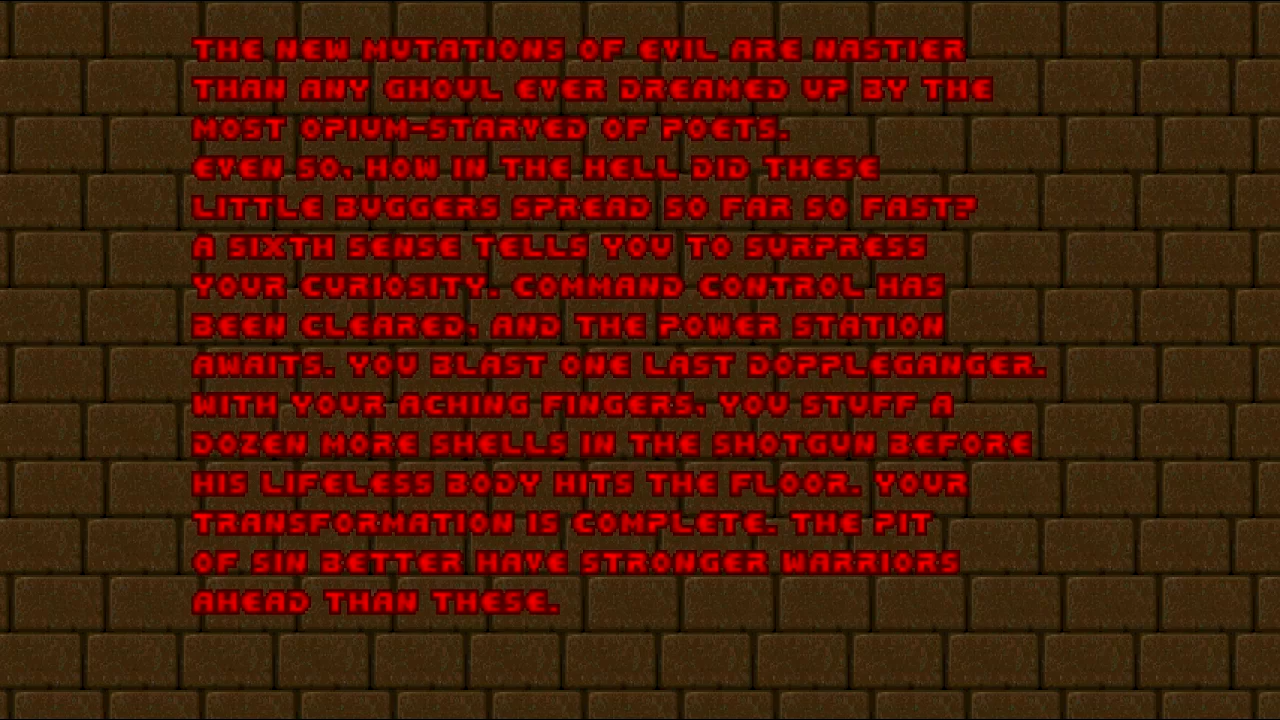 THE NEW MUTATIONS OF EVIL ARE NASTIER
THAN ANY GHOUL EVER DREAMED UP BY THE
MOST OPIUM-STARVED OF POETS.
EVEN SO, HOW IN THE HELL DID THESE
LITTLE BUGGERS SPREAD SO FAR SO FAST?
A SIXTH SENSE TELLS YOU TO SURPRESS
YOUR CURIOSITY. COMMAND CONTROL HAS
BEEN CLEARED, AND THE POWER STATION
AWAITS. YOU BLAST ONE LAST DOPPLEGANGER.
WITH YOUR ACHING FINGERS, YOU STUFF A
DOZEN MORE SHELLS IN THE SHOTGUN BEFORE
HIS LIFELESS BODY HITS THE FLOOR. YOUR
TRANSFORMATION IS COMPLETE. THE PIT
OF SIN BETTER HAVE STRONGER WARRIORS
AHEAD THAN THESE.